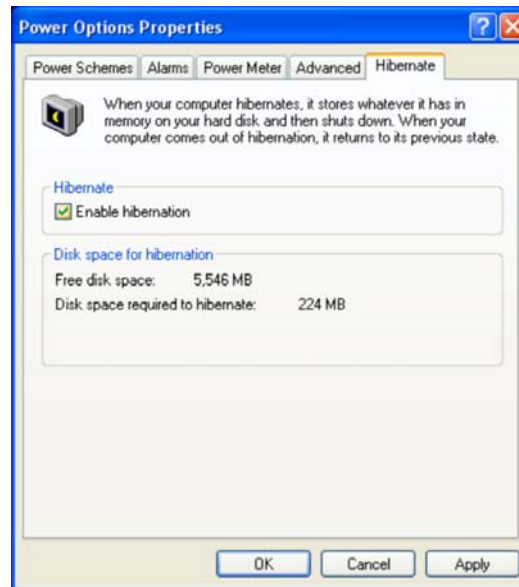 Power Options Properties
Power Schemes Alarms Power Meter Advanced Hibernate
When your computer hibernates, it stores whatever it has in
memory on your hard disk and then shuts down. When your
computer comes out of hibernation, it returns to its previous state.
Hibernate
Enable hibernation
Disk space for hibernation
Free disk space: 5,546 MB
Disk space required to hibernate: 224 MB
OK Cancel Apply